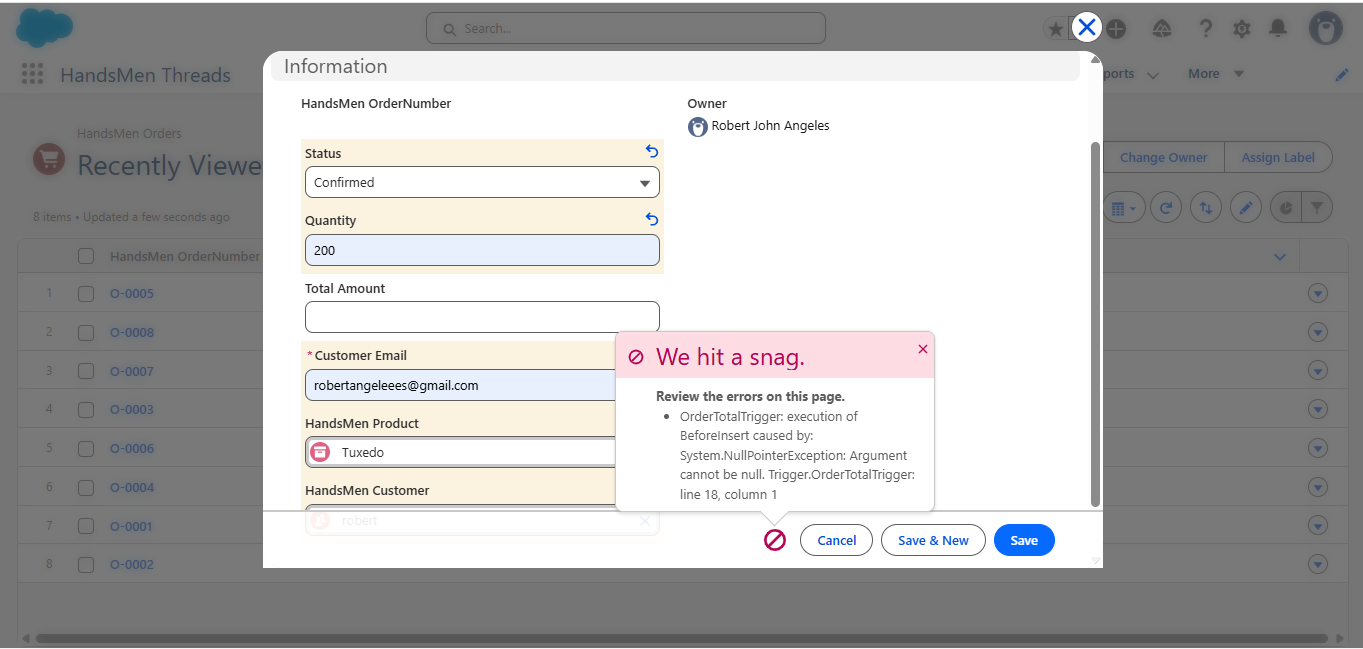 Search...
HandsMen Threads
ports
More
HandsMen Orders
Recently Viewe
Change Owner
Assign Label
8 items • Updated a few seconds ago
HandsMen OrderNumber
1 O-0005
2 O-0008
3 O-0007
4 O-0003
5 O-0006
6 O-0004
7 O-0001
8 O-0002
Information
HandsMen OrderNumber
Owner
Robert John Angeles
Status
Confirmed
Quantity
200
Total Amount
*Customer Email
robertangeleees@gmail.com
HandsMen Product
Tuxedo
HandsMen Customer
robert
We hit a snag.
Review the errors on this page.
• OrderTotalTrigger: execution of
BeforeInsert caused by:
System.NullPointerException: Argument
cannot be null. Trigger.OrderTotalTrigger:
line 18, column 1
Cancel
Save & New
Save